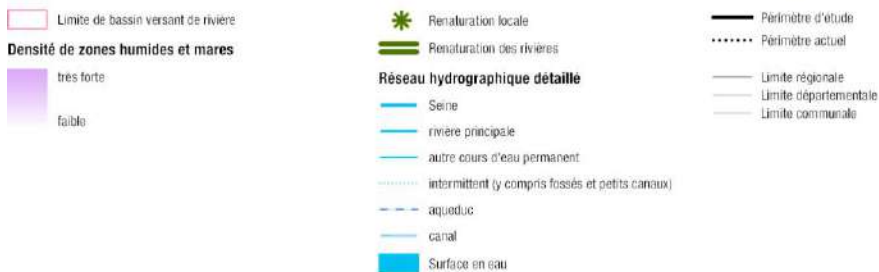 Limite de bassin versant de rivière
Densité de zones humides et mares
très forte
faible
Renaturation locale
Renaturation des rivières
Réseau hydrographique détaillé
Seine
rivière principale
autre cours d'eau permanent
intermittent (y compris fossés et petits canaux)
aqueduc
canal
Surface en eau
Périmètre d'étude
Périmètre actuel
Limite régionale
Limite départementale
Limite communale